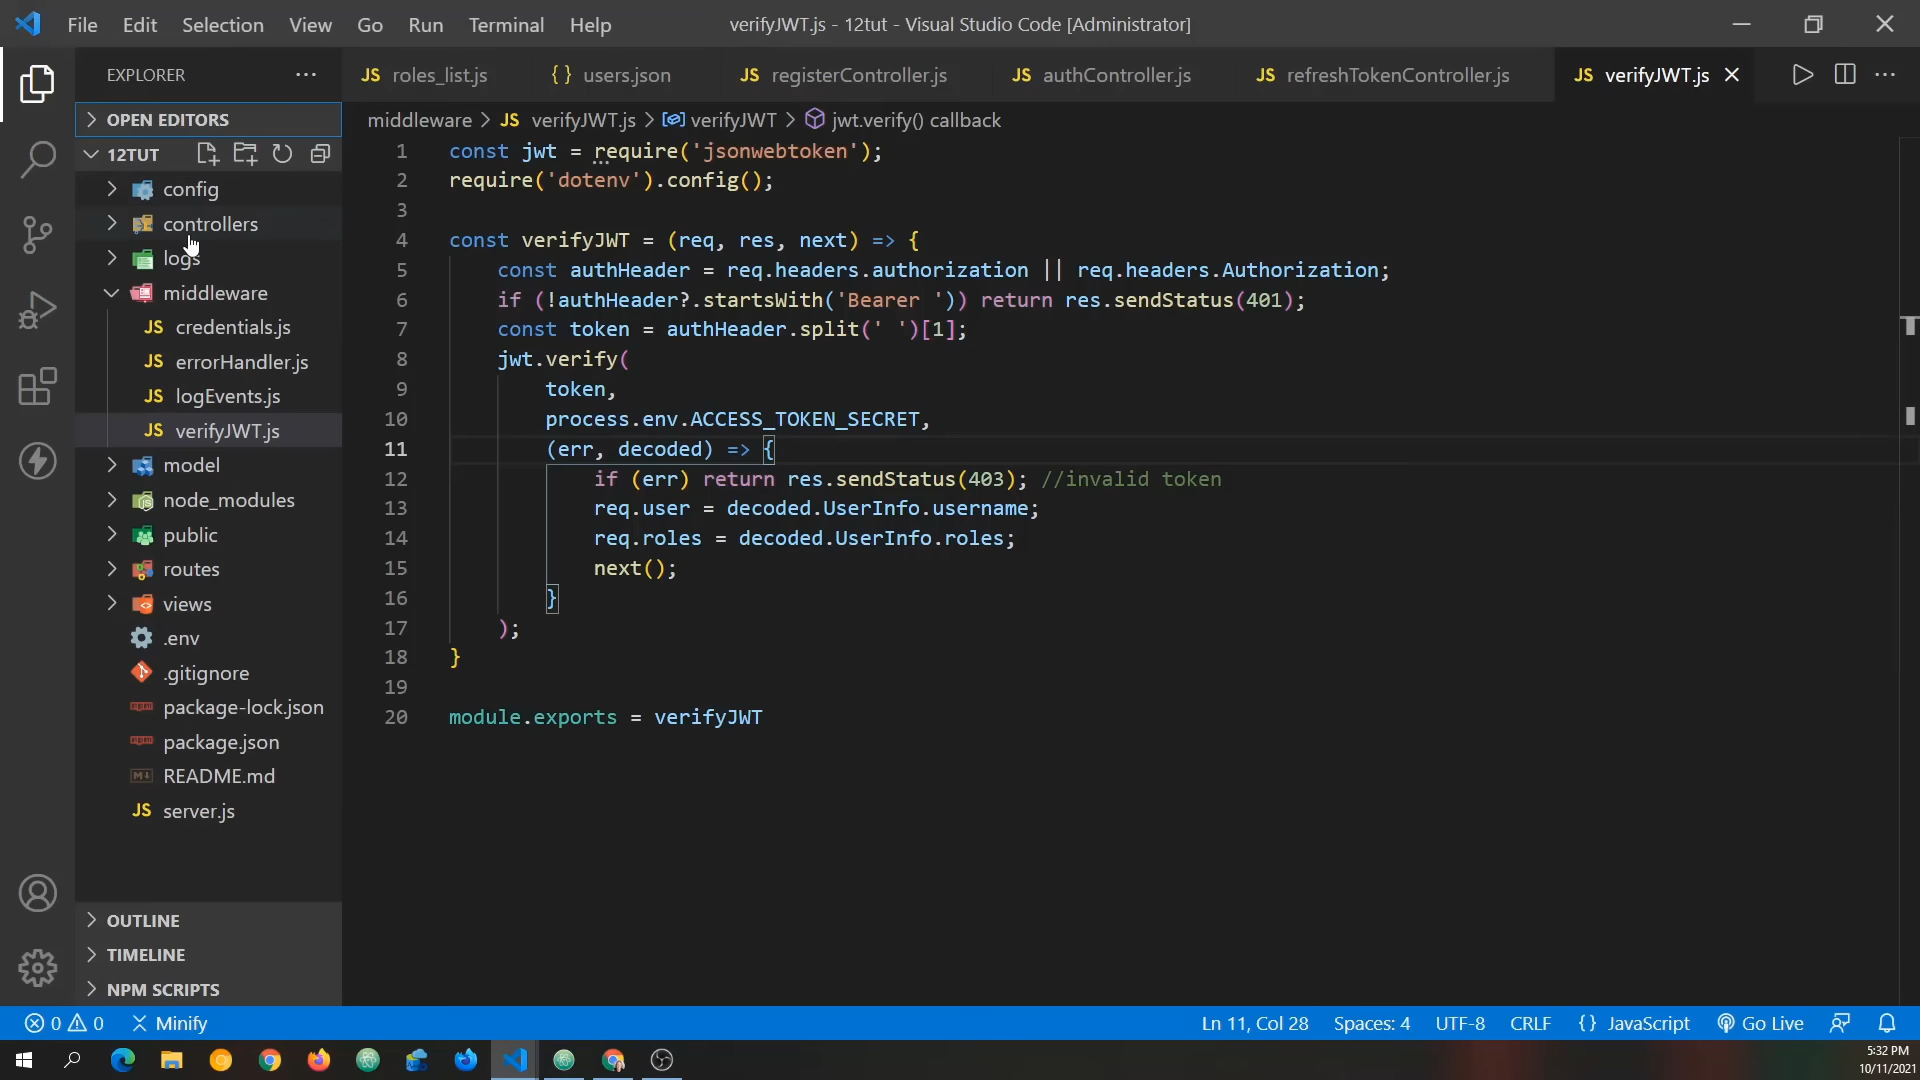 File Edit Selection View Go Run Terminal Help
verifyJWT.js - 12tut - Visual Studio Code [Administrator]
EXPLORER
JS roles_list.js
{ } users.json
JS registerController.js
JS authController.js
JS refreshTokenController.js
JS verifyJWT.js
OPEN EDITORS
12TUT
config
controllers
logs
middleware
JS credentials.js
JS errorHandler.js
JS logEvents.js
JS verifyJWT.js
model
node_modules
public
routes
views
.env
.gitignore
package-lock.json
package.json
README.md
JS server.js
OUTLINE
TIMELINE
NPM SCRIPTS
middleware > JS verifyJWT.js > verifyJWT > jwt.verify() callback
1 const jwt = require('jsonwebtoken');
2 require('dotenv').config();
3
4 const verifyJWT = (req, res, next) => {
5 const authHeader = req.headers.authorization || req.headers.Authorization;
6 if (!authHeader?.startsWith('Bearer ')) return res.sendStatus(401);
7 const token = authHeader.split(' ')[1];
8 jwt.verify(
9 token,
10 process.env.ACCESS_TOKEN_SECRET,
11 (err, decoded) => {
12 if (err) return res.sendStatus(403); //invalid token
13 req.user = decoded.UserInfo.username;
14 req.roles = decoded.UserInfo.roles;
15 next();
16 }
17 );
18 }
19
20 module.exports = verifyJWT
0 0 Minify
Ln 11, Col 28 Spaces: 4 UTF-8 CRLF { } JavaScript Go Live
5:32 PM
10/11/2021